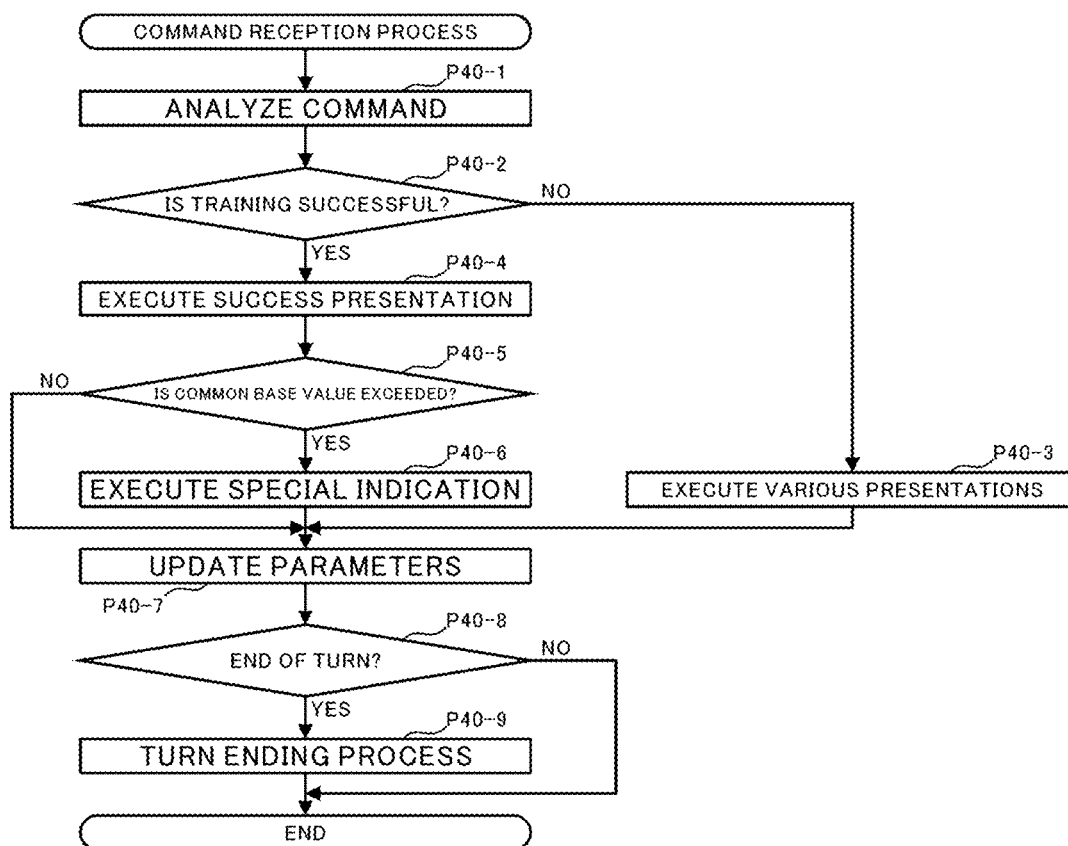 COMMAND RECEPTION PROCESS
P40-1
ANALYZE COMMAND
P40-2
IS TRAINING SUCCESSFUL?
NO
YES
P40-4
EXECUTE SUCCESS PRESENTATION
P40-5
NO
IS COMMON BASE VALUE EXCEEDED?
YES
P40-6
EXECUTE SPECIAL INDICATION
P40-3
EXECUTE VARIOUS PRESENTATIONS
UPDATE PARAMETERS
P40-7
P40-8
END OF TURN?
NO
YES
P40-9
TURN ENDING PROCESS
END